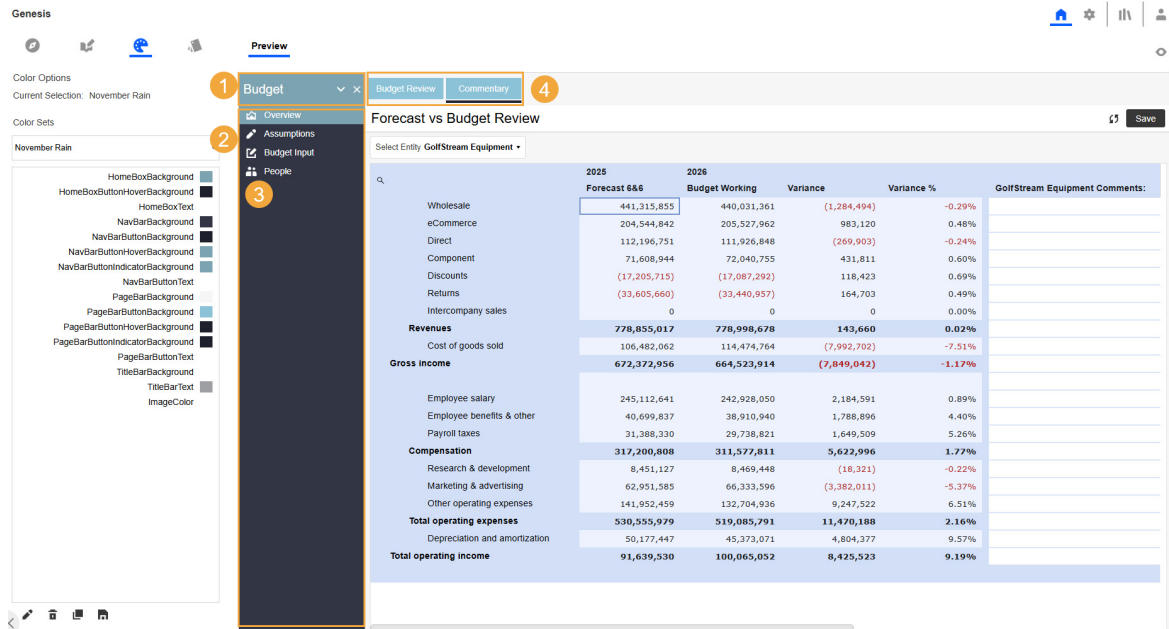 Genesis
Preview
Color Options
Current Selection: November Rain
Color Sets
November Rain
HomeBoxBackground
HomeBoxButtonHoverBackground
HomeBoxText
NavBarBackground
NavBarButtonBackground
NavBarButtonHoverBackground
NavBarButtonIndicatorBackground
NavBarButtonText
PageBarBackground
PageBarButtonBackground
PageBarButtonHoverBackground
PageBarButtonIndicatorBackground
PageBarButtonText
TitleBarBackground
TitleBarText
ImageColor
1
Budget
2
Overview
Assumptions
Budget Input
People
3
Budget Review Commentary
4
Forecast vs Budget Review
Save
Select Entity GolfStream Equipment
2025 2026
Forecast 6&6 Budget Working Variance Variance % GolfStream Equipment Comments:
Wholesale 441,315,855 440,031,361 (1,284,494) -0.29%
eCommerce 204,544,842 205,527,962 983,120 0.48%
Direct 112,196,751 111,926,848 (269,903) -0.24%
Component 71,608,944 72,040,755 431,811 0.60%
Discounts (17,205,715) (17,087,292) 118,423 0.69%
Returns (33,605,660) (33,440,957) 164,703 0.49%
Intercompany sales 0 0 0 0.00%
Revenues 778,855,017 778,998,678 143,660 0.02%
Cost of goods sold 106,482,062 114,474,764 (7,992,702) -7.51%
Gross income 672,372,956 664,523,914 (7,849,042) -1.17%
Employee salary 245,112,641 242,928,050 2,184,591 0.89%
Employee benefits & other 40,699,837 38,910,940 1,788,896 4.40%
Payroll taxes 31,388,330 29,738,821 1,649,509 5.26%
Compensation 317,200,808 311,577,811 5,622,996 1.77%
Research & development 8,451,127 8,469,448 (18,321) -0.22%
Marketing & advertising 62,951,585 66,333,596 (3,382,011) -5.37%
Other operating expenses 141,952,459 132,704,936 9,247,522 6.51%
Total operating expenses 530,555,979 519,085,791 11,470,188 2.16%
Depreciation and amortization 50,177,447 45,373,071 4,804,377 9.57%
Total operating income 91,639,530 100,065,052 8,425,523 9.19%